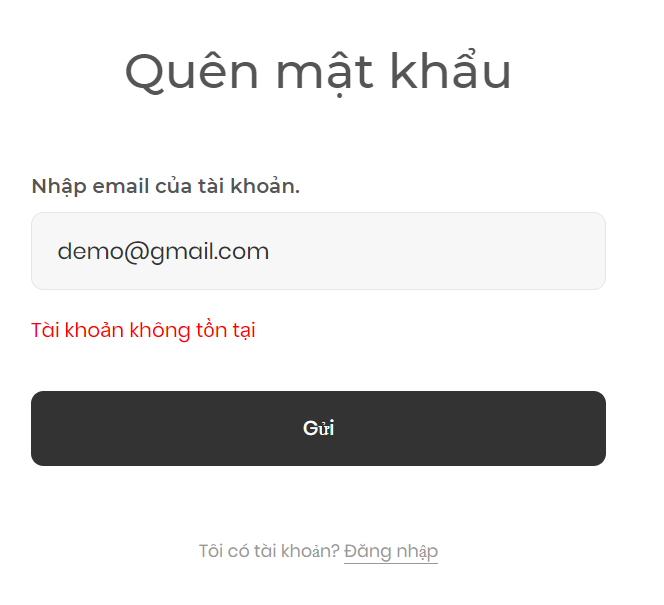 Quên mật khẩu
Nhập email của tài khoản.
demo@gmail.com
Tài khoản không tồn tại
Gửi
Tôi có tài khoản? Đăng nhập